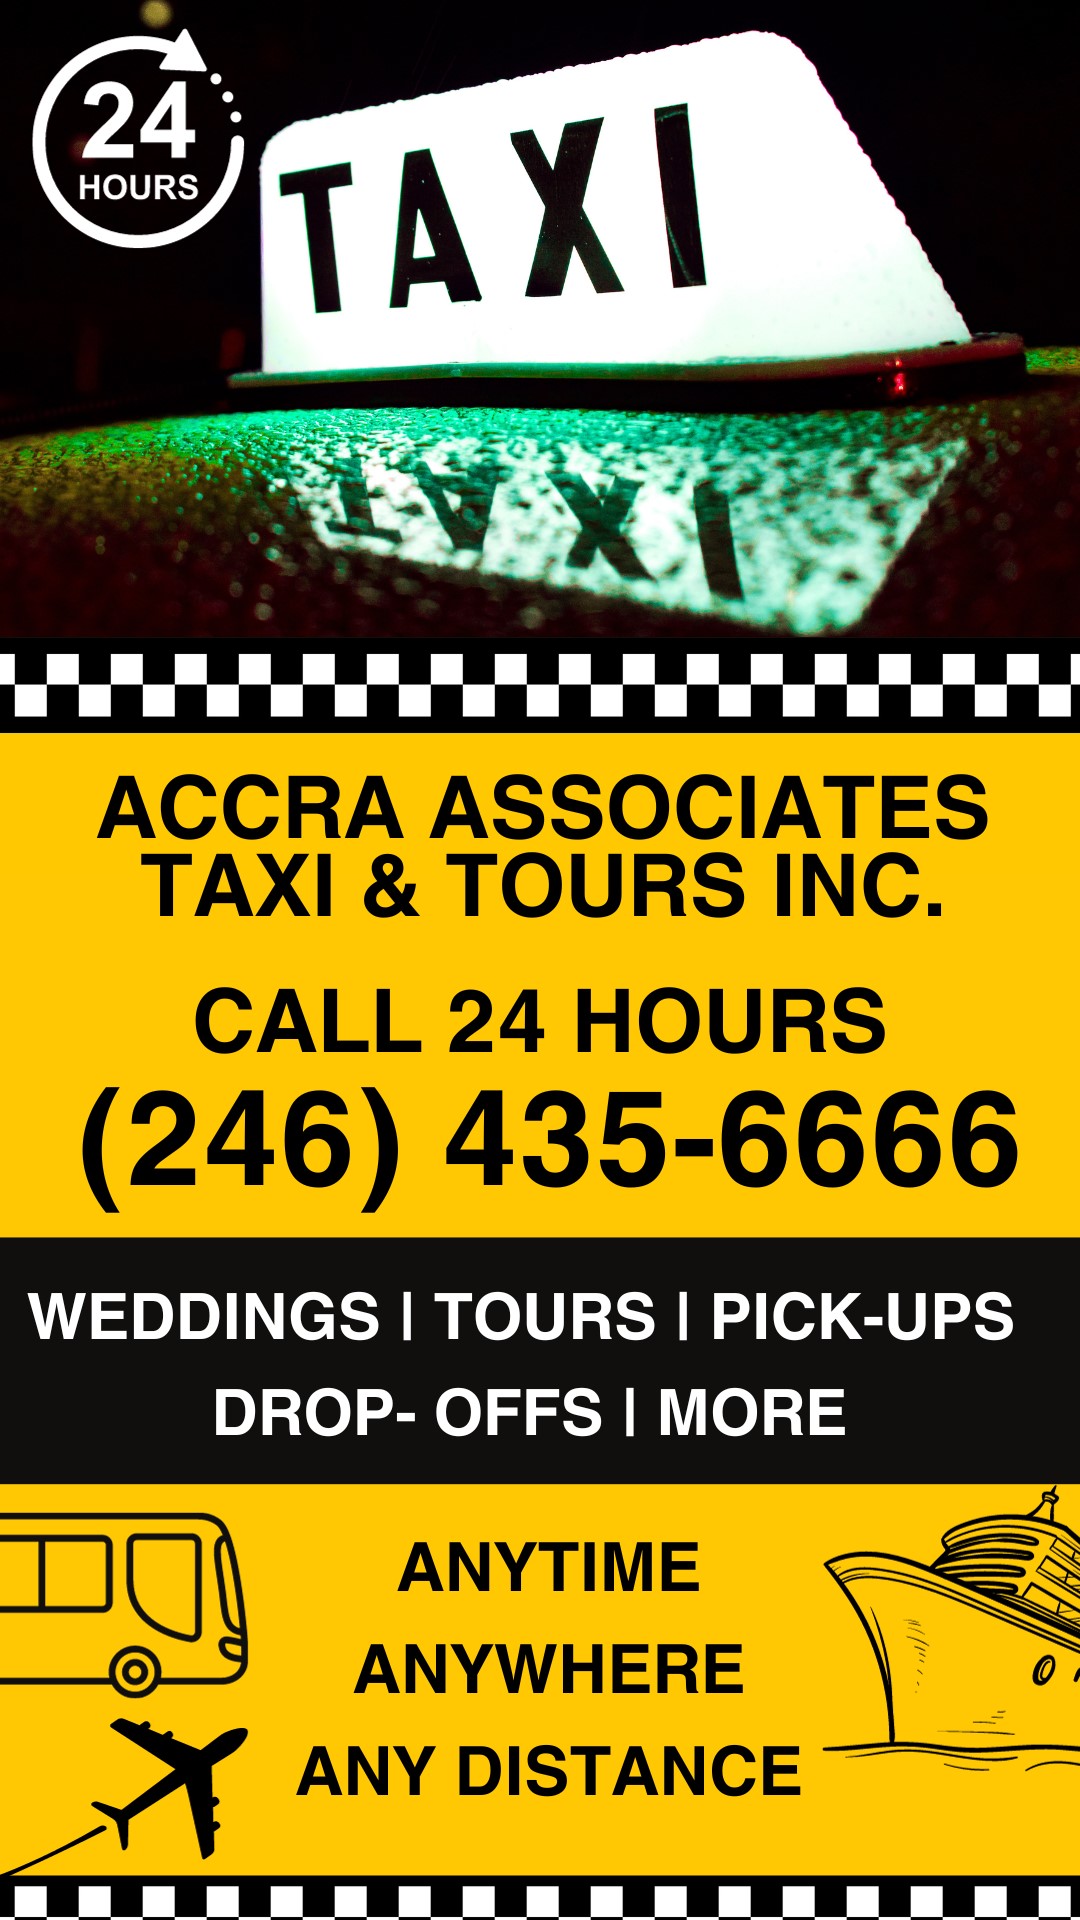 24
HOURS
TAXI
TAXI
ACCRA ASSOCIATES
TAXI & TOURS INC.
CALL 24 HOURS
(246) 435-6666
WEDDINGS | TOURS | PICK-UPS
DROP- OFFS | MORE
ANYTIME
ANYWHERE
ANY DISTANCE